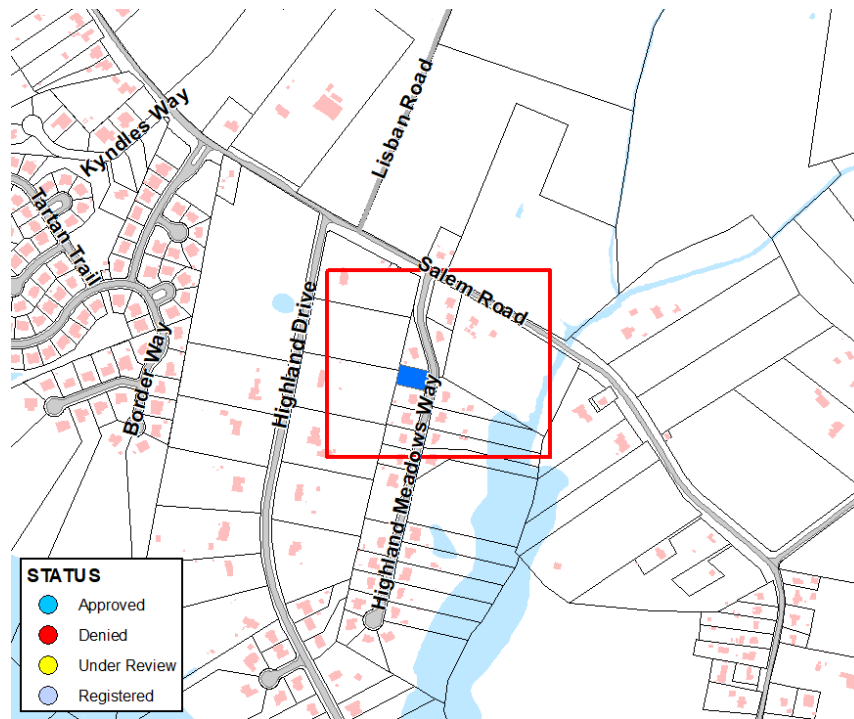 Kyndles Way
Lisban Road
Tartan Trail
Salem Road
Highland Drive
Border Way
Highland Meadows Way
STATUS
Approved
Denied
Under Review
Registered